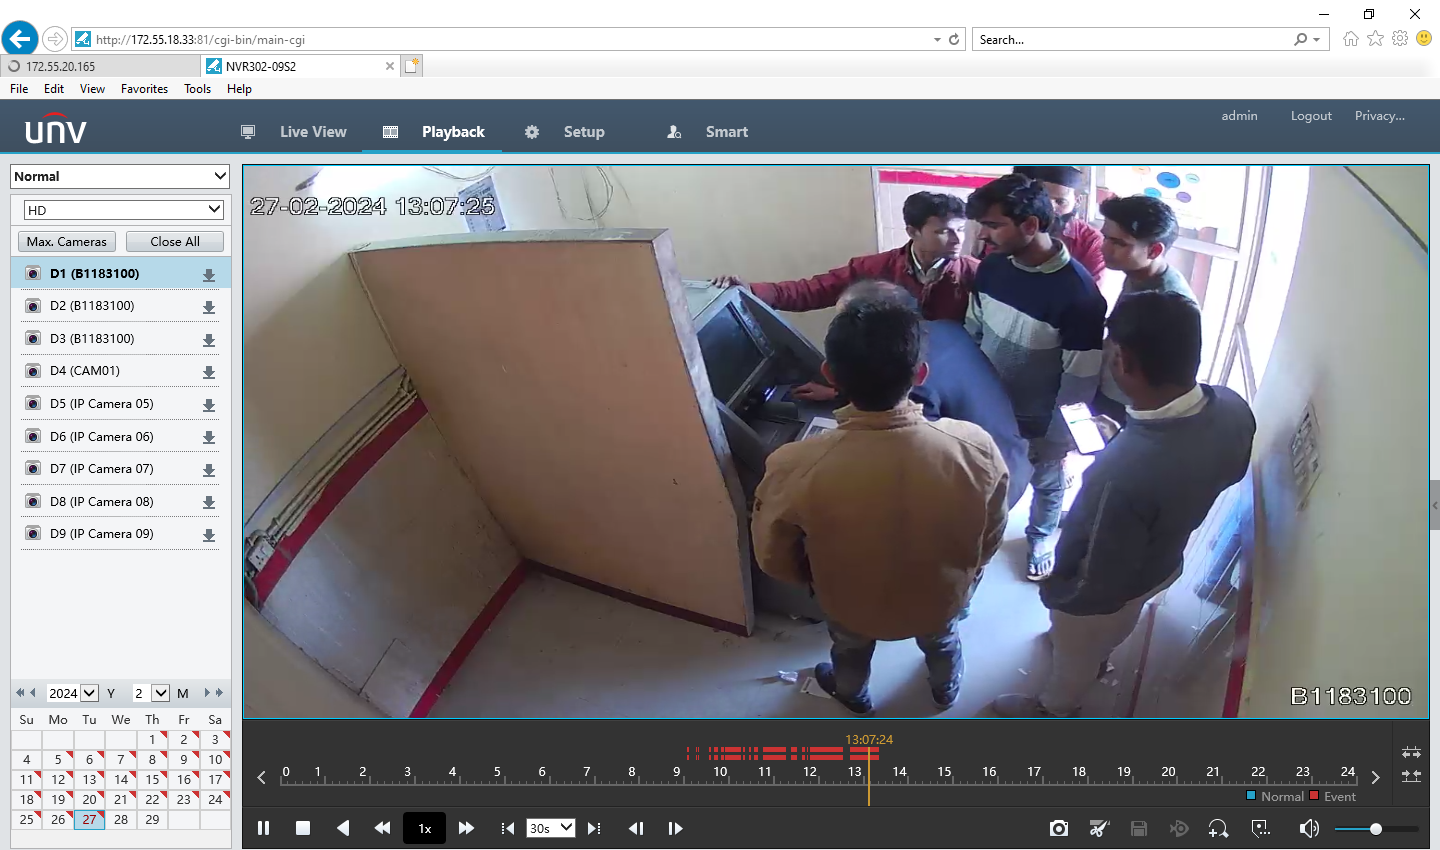 http://172.55.18.33:81/cgi-bin/main-cgi
Search...
172.55.20.165
NVR302-09S2
File Edit View Favorites Tools Help
unv
Live View
Playback
Setup
Smart
admin
Logout
Privacy...
Normal
HD
Max. Cameras
Close All
D1 (B1183100)
D2 (B1183100)
D3 (B1183100)
D4 (CAM01)
D5 (IP Camera 05)
D6 (IP Camera 06)
D7 (IP Camera 07)
D8 (IP Camera 08)
D9 (IP Camera 09)
2024 Y 2 M
Su Mo Tu We Th Fr Sa
1 2 3
4 5 6 7 8 9 10
11 12 13 14 15 16 17
18 19 20 21 22 23 24
25 26 27 28 29
27-02-2024 13:07:25
B1183100
13:07:24
0 1 2 3 4 5 6 7 8 9 10 11 12 13 14 15 16 17 18 19 20 21 22 23 24
Normal Event
1x
30s